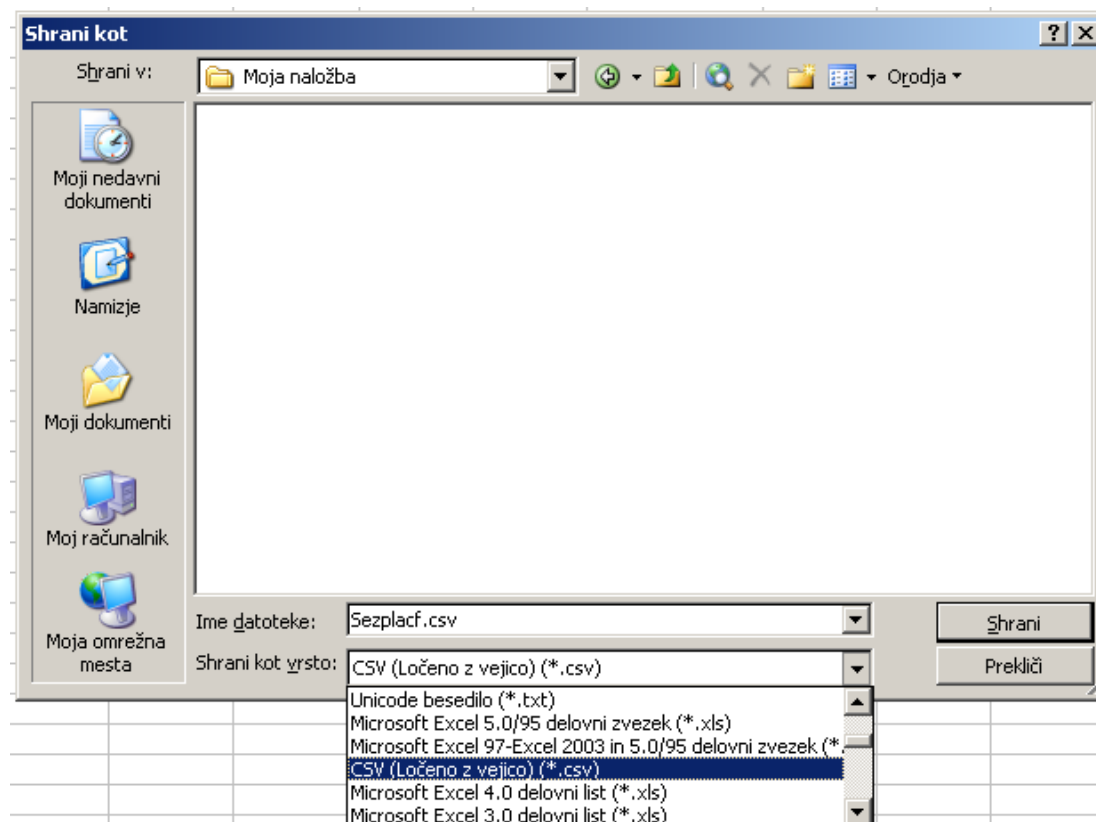 Shrani kot
Shrani v:
Moja naložba
Orodja
Moji nedavni
dokumenti
Namizje
Moji dokumenti
Moj računalnik
Moja omrežna
mesta
Ime datoteke:
Sezplacf.csv
Shrani
Shrani kot vrsto:
CSV (Ločeno z vejico) (*.csv)
Prekliči
Unicode besedilo (*.txt)
Microsoft Excel 5.0/95 delovni zvezek (*.xls)
Microsoft Excel 97-Excel 2003 in 5.0/95 delovni zvezek (*.
CSV (Ločeno z vejico) (*.csv)
Microsoft Excel 4.0 delovni list (*.xls)
Microsoft Excel 3.0 delovni list (*.xls)